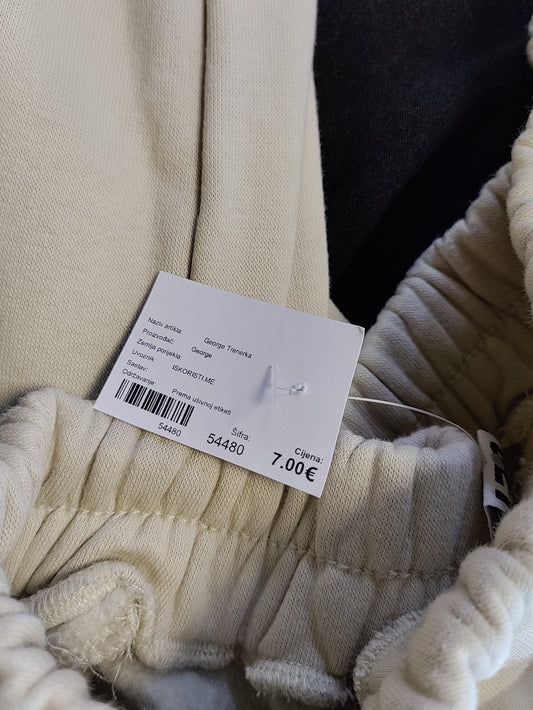 Naziv artikla: George Trenerka
Proizvođač: George
Zemlja porijekla:
Uvoznik: ISKORISTI.ME
Sastav:
Održavanje: Prema ušivnoj etiketi
54480
Šifra:
54480
Cijena:
7.00€